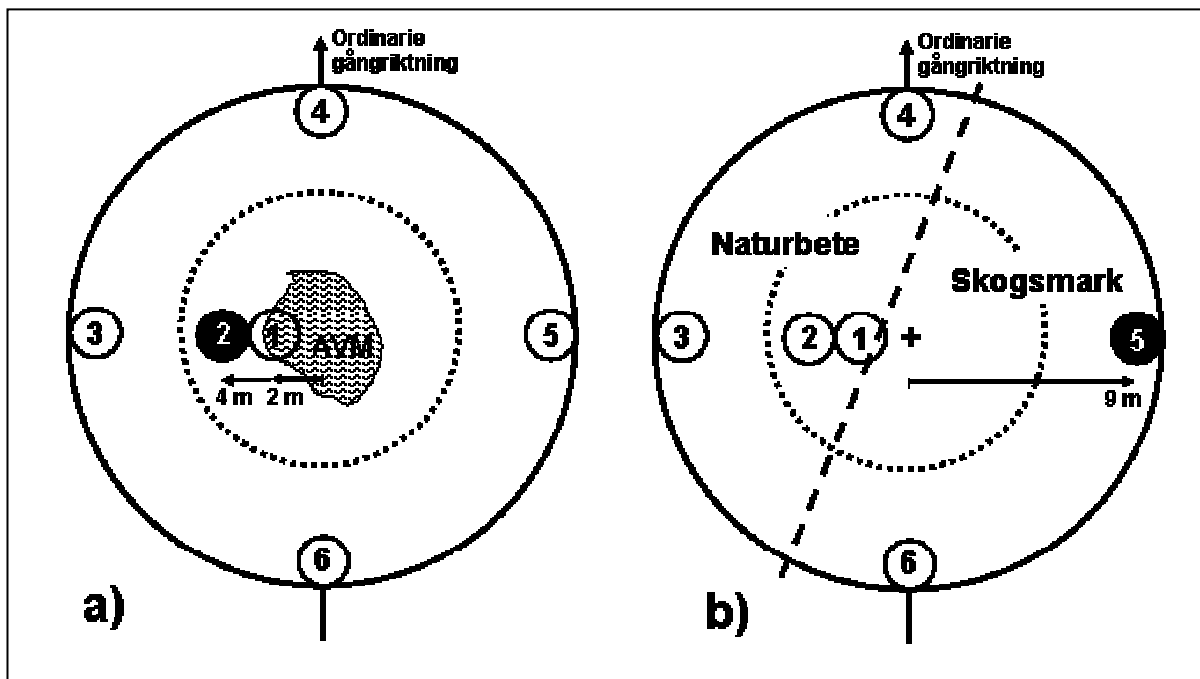 Ordinarie
gångriktning
4
3
2
1
AVM
5
4 m
2 m
6
a)
Ordinarie
gångriktning
4
Naturbete
Skogsmark
3
2
1
+
5
9 m
6
b)